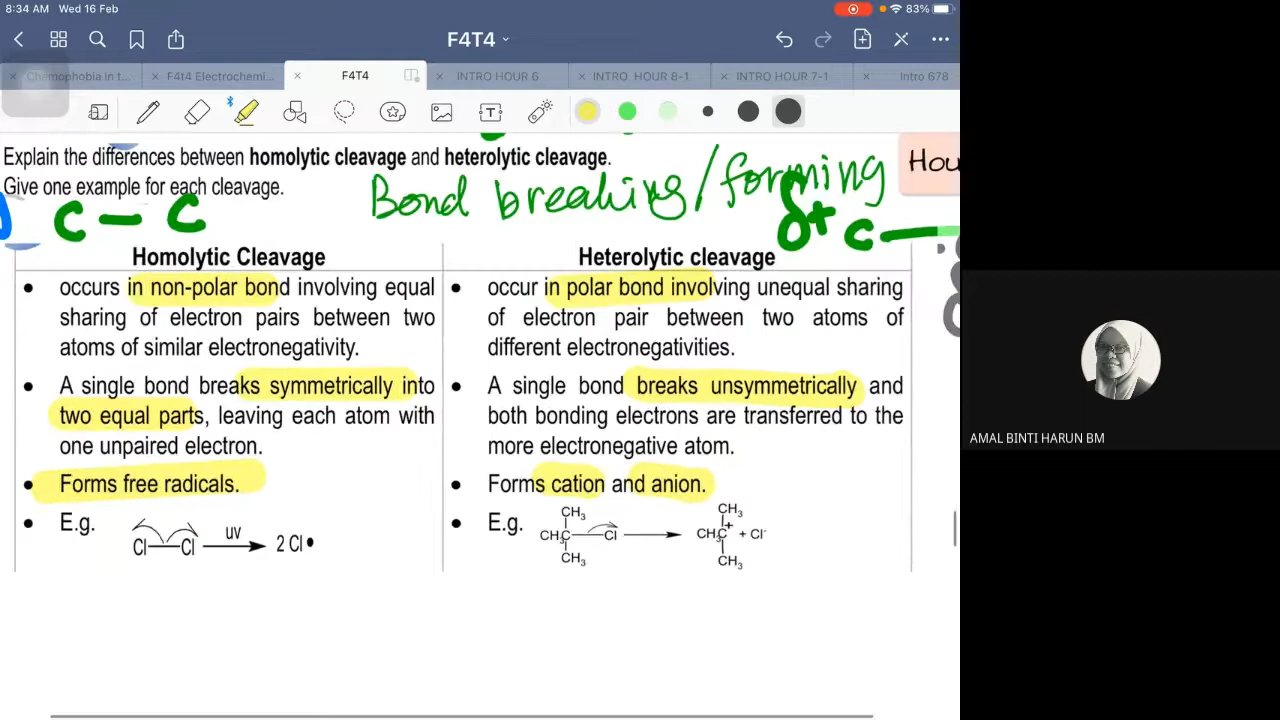 8:34 AM Wed 16 Feb
83%
F4T4
Chemophobia in t...
F4t4 Electrochemi...
F4T4
INTRO HOUR 6
INTRO HOUR 8-1
INTRO HOUR 7-1
Intro 678
Explain the differences between homolytic cleavage and heterolytic cleavage.
Give one example for each cleavage.
Bond breaking/forming
Hou
C — C
δ+ C —
Homolytic Cleavage
• occurs in non-polar bond involving equal
sharing of electron pairs between two
atoms of similar electronegativity.
• A single bond breaks symmetrically into
two equal parts, leaving each atom with
one unpaired electron.
• Forms free radicals.
• E.g.
Cl—Cl uv 2 Cl•
Heterolytic cleavage
• occur in polar bond involving unequal sharing
of electron pair between two atoms of
different electronegativities.
• A single bond breaks unsymmetrically and
both bonding electrons are transferred to the
more electronegative atom.
• Forms cation and anion.
• E.g.
CH3 CH3
CH3C—Cl CH3C+ + Cl-
CH3 CH3
AMAL BINTI HARUN BM